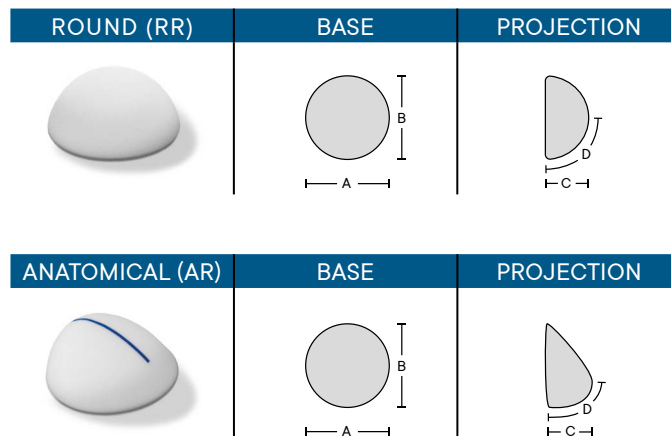 ROUND (RR) BASE PROJECTION
B
D
A C
ANATOMICAL (AR) BASE PROJECTION
B
D
A C